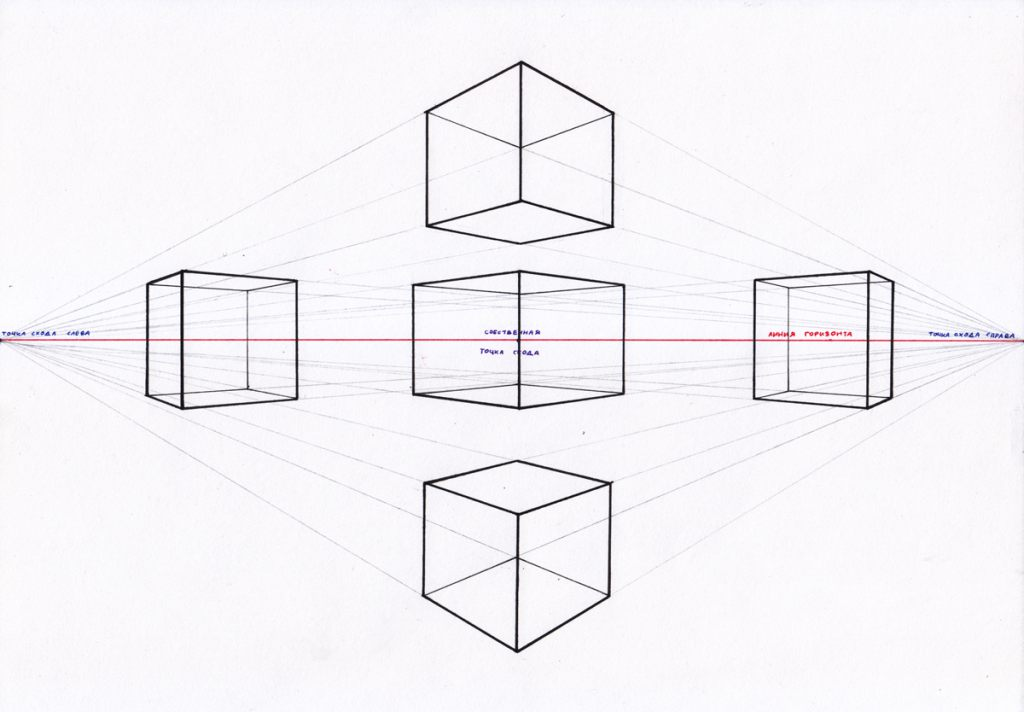 ТОЧКА СХОДА СЛЕВА
СОБСТВЕННАЯ
ТОЧКА СХОДА
ЛИНИЯ ГОРИЗОНТА
ТОЧКА СХОДА СПРАВА